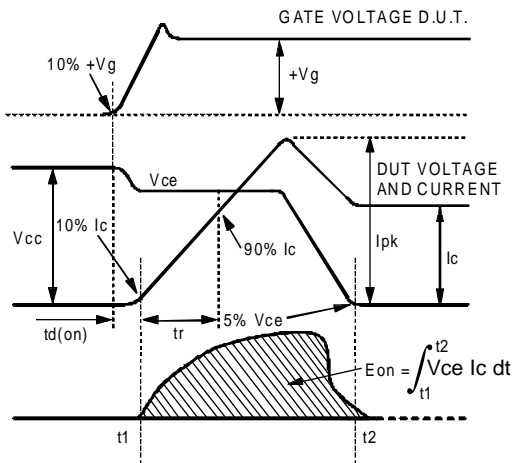 GATE VOLTAGE D.U.T.
10% +Vg
+Vg
Vce
DUT VOLTAGE
AND CURRENT
Vcc
10% Ic
90% Ic
Ipk
Ic
td(on)
tr
5% Vce
Eon = ∫ t1 t2 Vce Ic dt
t1
t2